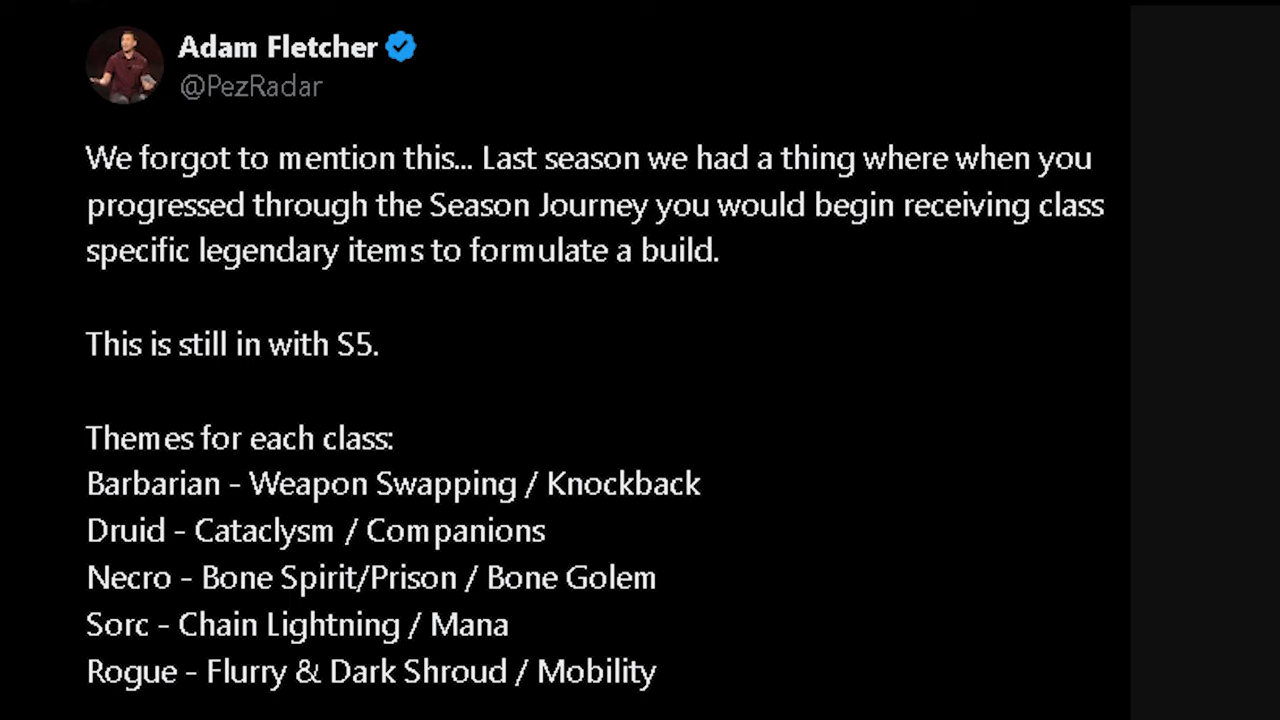 Adam Fletcher
@PezRadar
We forgot to mention this... Last season we had a thing where when you
progressed through the Season Journey you would begin receiving class
specific legendary items to formulate a build.
This is still in with S5.
Themes for each class:
Barbarian - Weapon Swapping / Knockback
Druid - Cataclysm / Companions
Necro - Bone Spirit/Prison / Bone Golem
Sorc - Chain Lightning / Mana
Rogue - Flurry & Dark Shroud / Mobility